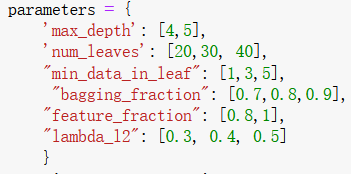 parameters = {
'max_depth': [4,5],
'num_leaves': [20,30, 40],
"min_data_in_leaf": [1,3,5],
"bagging_fraction": [0.7,0.8,0.9],
"feature_fraction": [0.8,1],
"lambda_l2": [0.3, 0.4, 0.5]
}